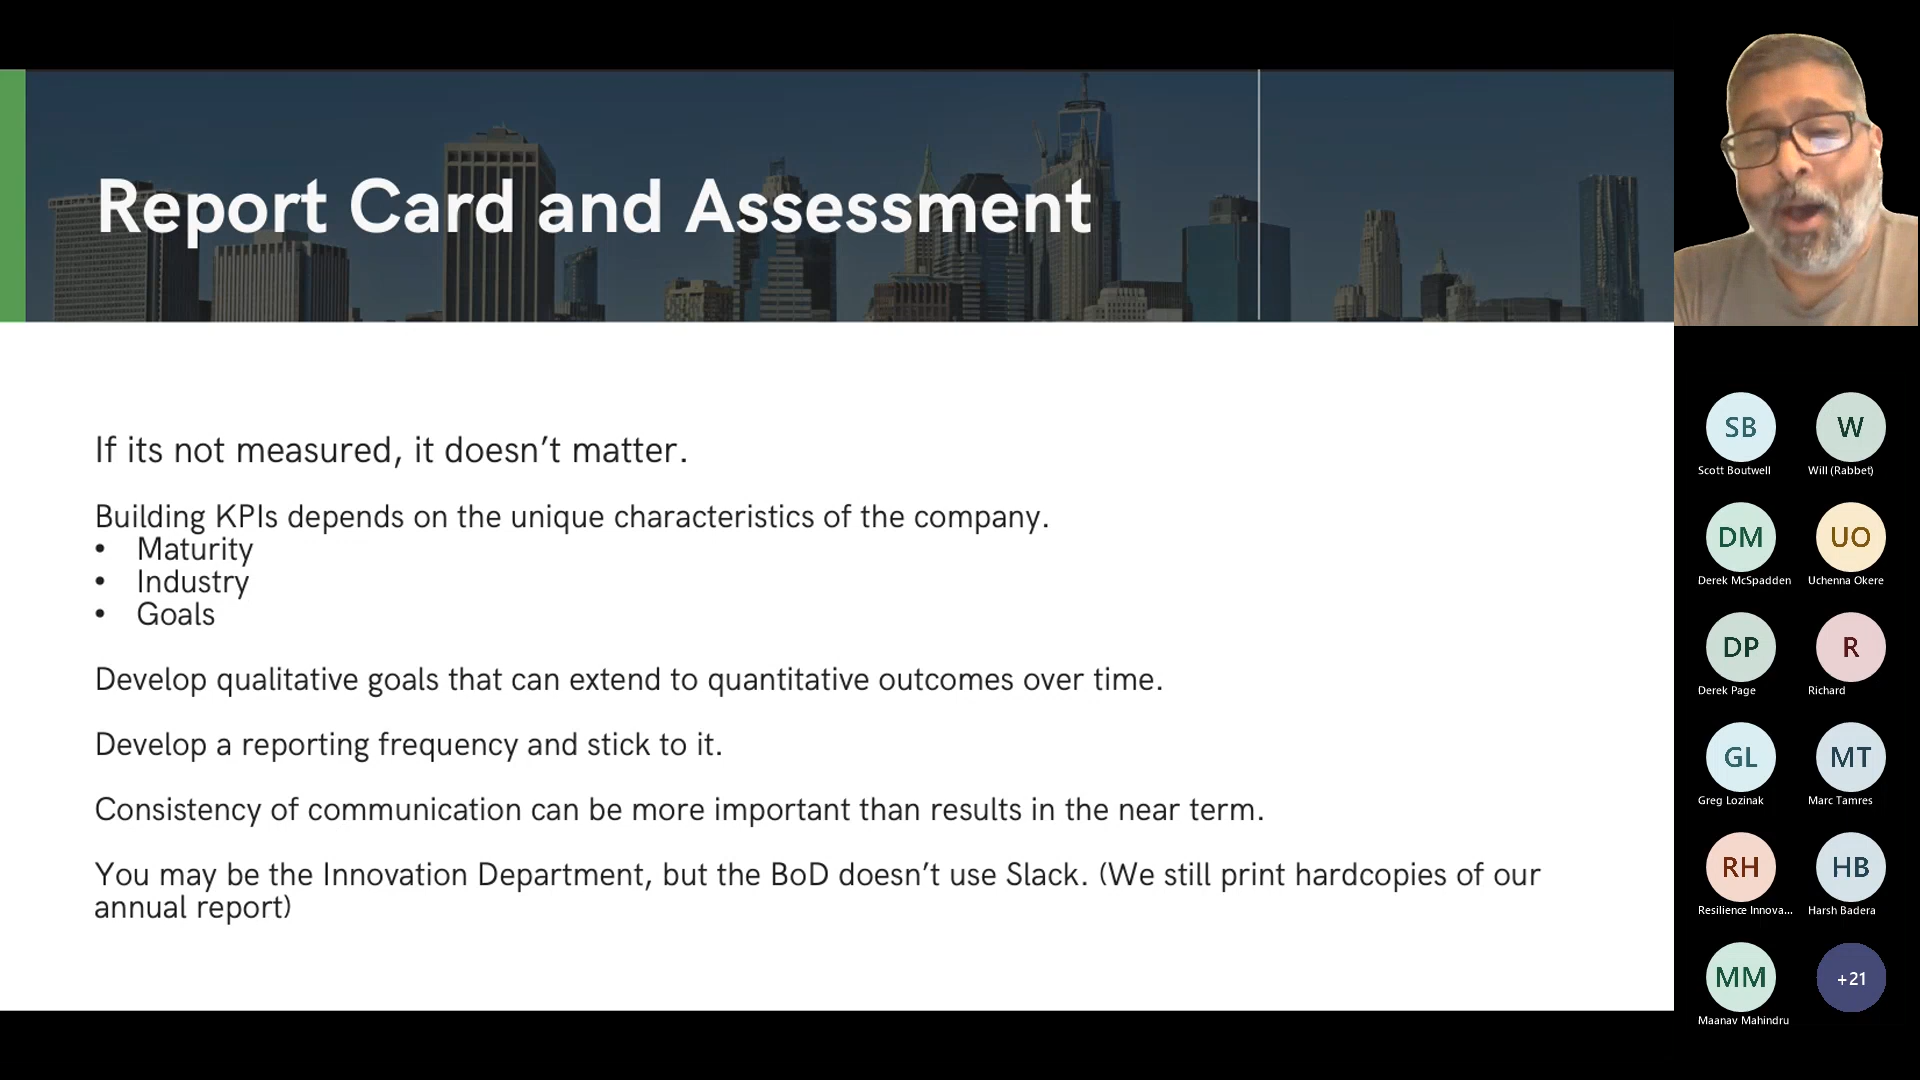 Report Card and Assessment
If its not measured, it doesn’t matter.
Building KPIs depends on the unique characteristics of the company.
• Maturity
• Industry
• Goals
Develop qualitative goals that can extend to quantitative outcomes over time.
Develop a reporting frequency and stick to it.
Consistency of communication can be more important than results in the near term.
You may be the Innovation Department, but the BoD doesn’t use Slack. (We still print hardcopies of our
annual report)
SB
Scott Boutwell
W
Will (Rabbet)
DM
Derek McSpadden
UO
Uchenna Okere
DP
Derek Page
R
Richard
GL
Greg Lozinak
MT
Marc Tamres
RH
Resilience Innova...
HB
Harsh Badera
MM
Maanav Mahindru
+21